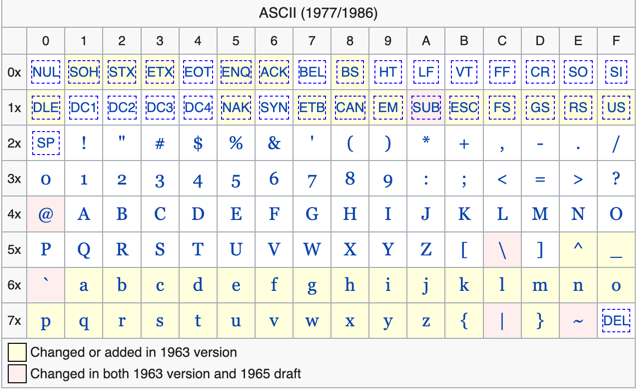 ASCII (1977/1986)
0 1 2 3 4 5 6 7 8 9 A B C D E F
0x NUL SOH STX ETX EOT ENQ ACK BEL BS HT LF VT FF CR SO SI
1x DLE DC1 DC2 DC3 DC4 NAK SYN ETB CAN EM SUB ESC FS GS RS US
2x SP ! " # $ % & ' ( ) * + , - . /
3x 0 1 2 3 4 5 6 7 8 9 : ; < = > ?
4x @ A B C D E F G H I J K L M N O
5x P Q R S T U V W X Y Z [ \ ] ^ _
6x ` a b c d e f g h i j k l m n o
7x p q r s t u v w x y z { | } ~ DEL
Changed or added in 1963 version
Changed in both 1963 version and 1965 draft